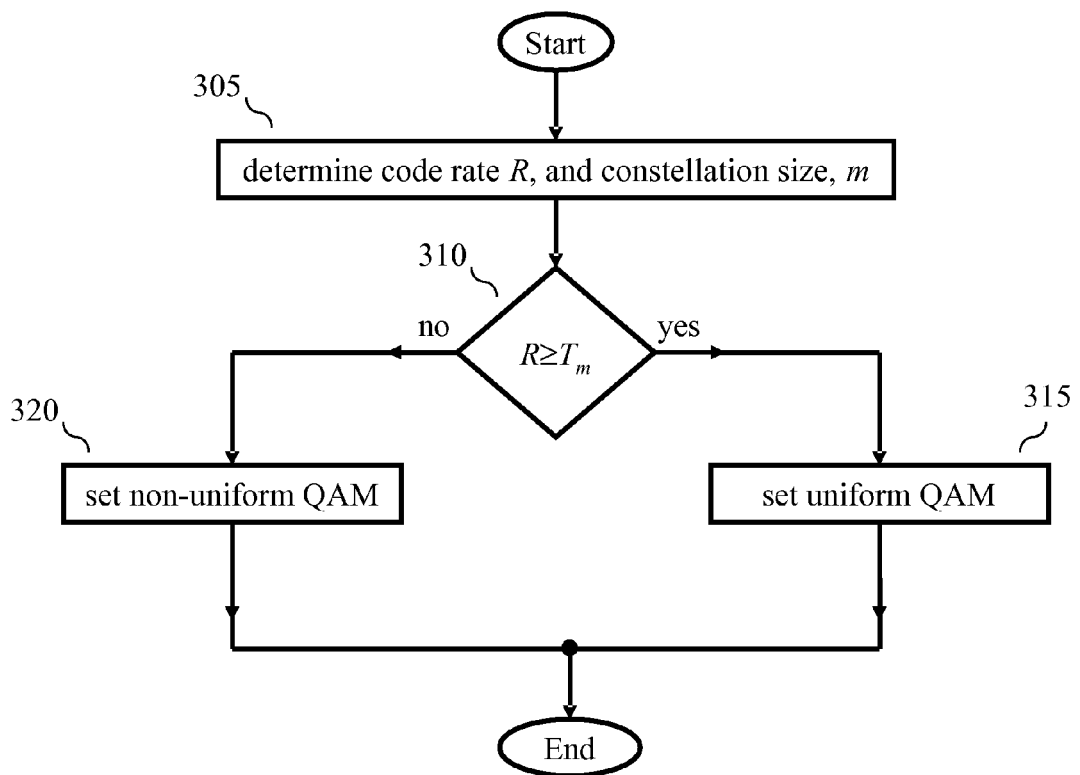 Start
305
determine code rate R, and constellation size, m
310
no
yes
R≥Tm
320
315
set non-uniform QAM
set uniform QAM
End